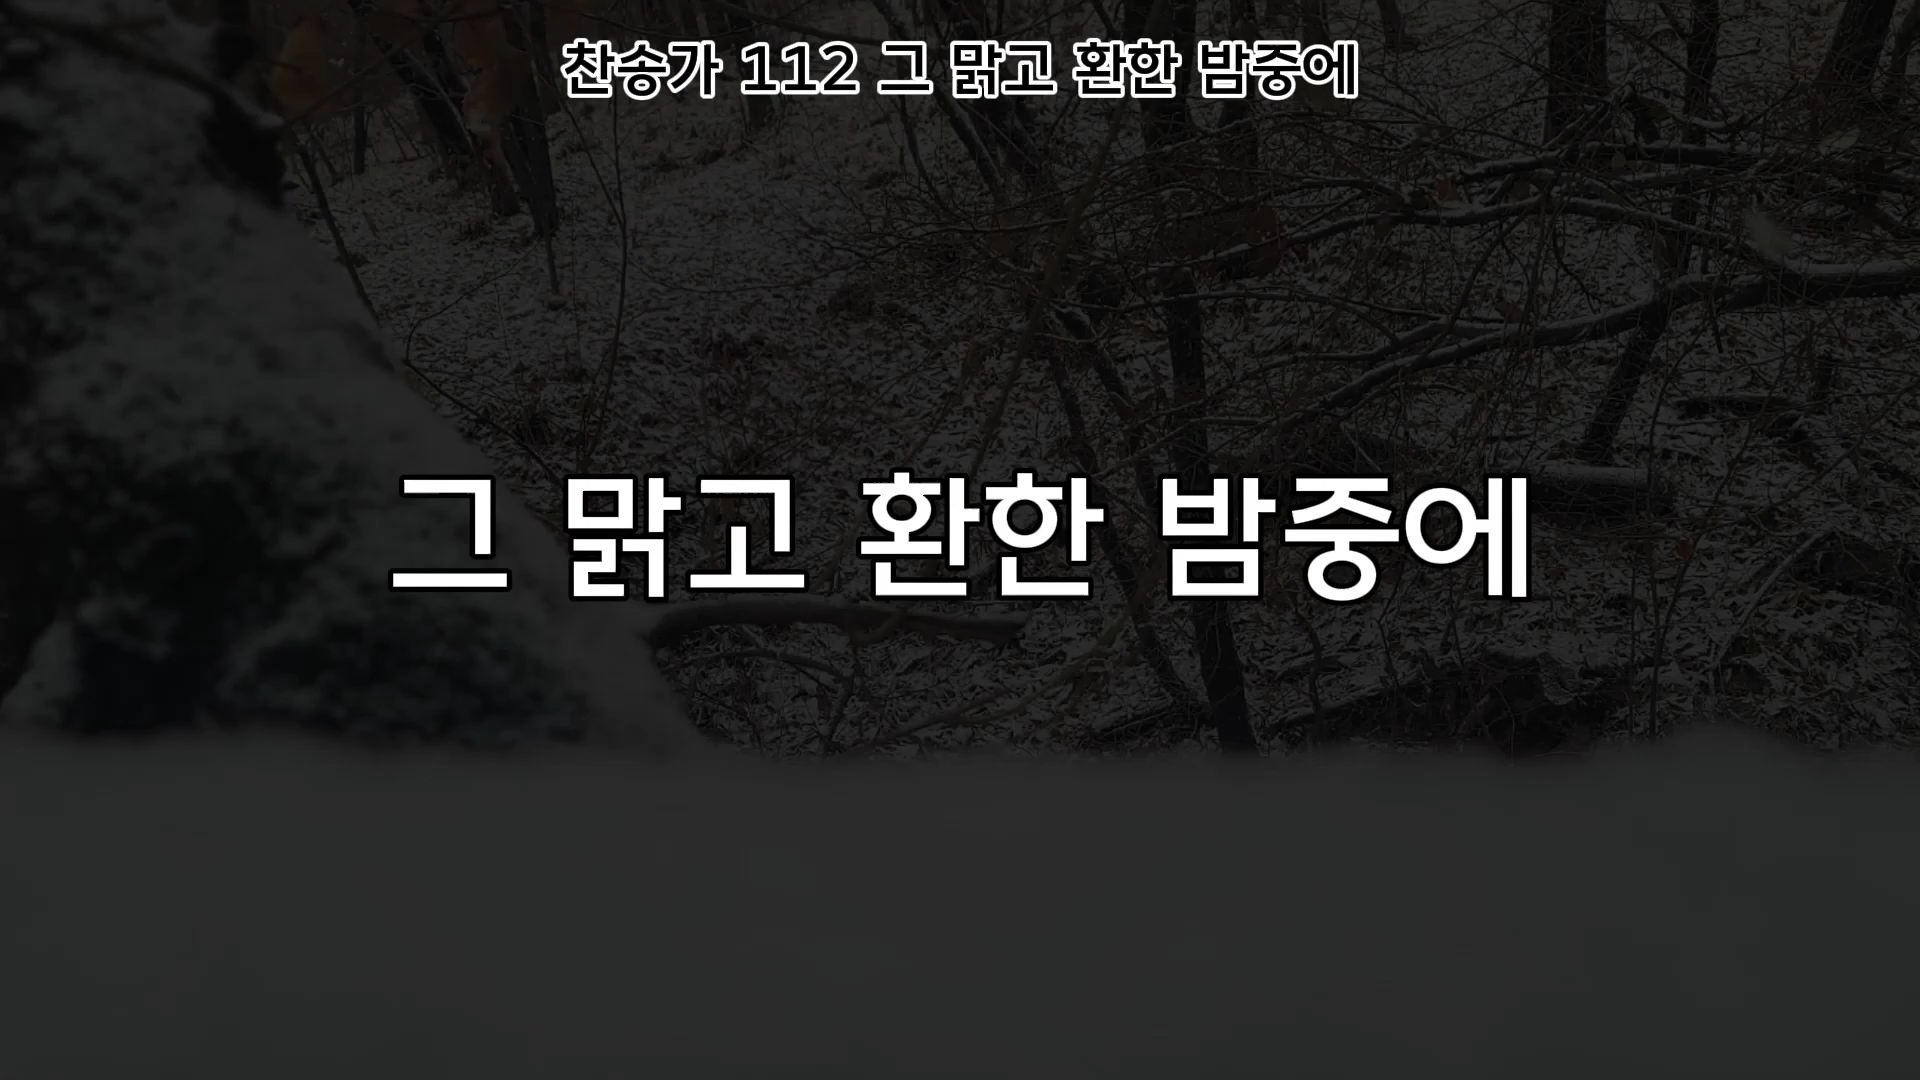 찬송가 112 그 맑고 환한 밤중에
그 맑고 환한 밤중에